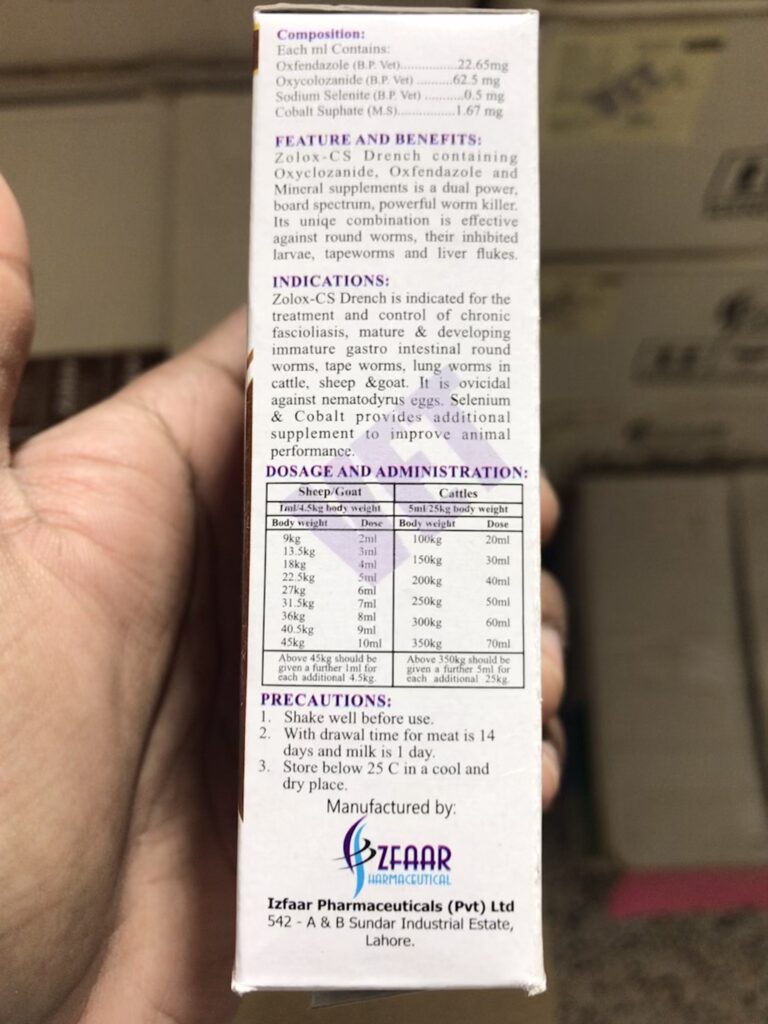 Composition:
Each ml Contains:
Oxfendazole (B.P. Vet)..............22.65mg
Oxycolozanide (B.P. Vet) .........62.5 mg
Sodium Selenite (B.P. Vet) ..........0.5 mg
Cobalt Suphate (M.S)...............1.67 mg
FEATURE AND BENEFITS:
Zolox-CS Drench containing
Oxyclozanide, Oxfendazole and
Mineral supplements is a dual power,
board spectrum, powerful worm killer.
Its uniqe combination is effective
against round worms, their inhibited
larvae, tapeworms and liver flukes.
INDICATIONS:
Zolox-CS Drench is indicated for the
treatment and control of chronic
fascioliasis, mature & developing
immature gastro intestinal round
worms, tape worms, lung worms in
cattle, sheep &goat. It is ovicidal
against nematodyrus eggs. Selenium
& Cobalt provides additional
supplement to improve animal
performance.
VET
DOSAGE AND ADMINISTRATION:
Sheep/Goat Cattles
1ml/4.5kg body weight 5ml/25kg body weight
Body weight Dose Body weight Dose
9kg 2ml 100kg 20ml
13.5kg 3ml
18kg 4ml 150kg 30ml
22.5kg 5ml 200kg 40ml
27kg 6ml
31.5kg 7ml 250kg 50ml
36kg 8ml 300kg 60ml
40.5kg 9ml
45kg 10ml 350kg 70ml
Above 45kg should be Above 350kg should be
given a further 1ml for given a further 5ml for
each additional 4.5kg. each additional 25kg.
PRECAUTIONS:
1. Shake well before use.
2. With drawal time for meat is 14
days and milk is 1 day.
3. Store below 25 C in a cool and
dry place.
Manufactured by:
ZFAAR
HARMACEUTICAL
Izfaar Pharmaceuticals (Pvt) Ltd
542 - A & B Sundar Industrial Estate,
Lahore.